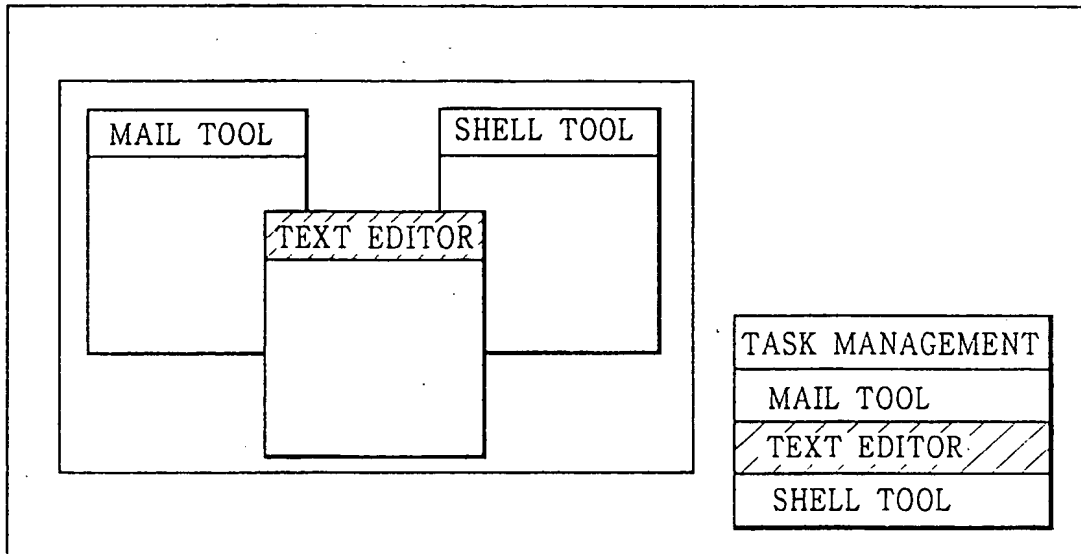 MAIL TOOL
SHELL TOOL
TEXT EDITOR
TASK MANAGEMENT
MAIL TOOL
TEXT EDITOR
SHELL TOOL